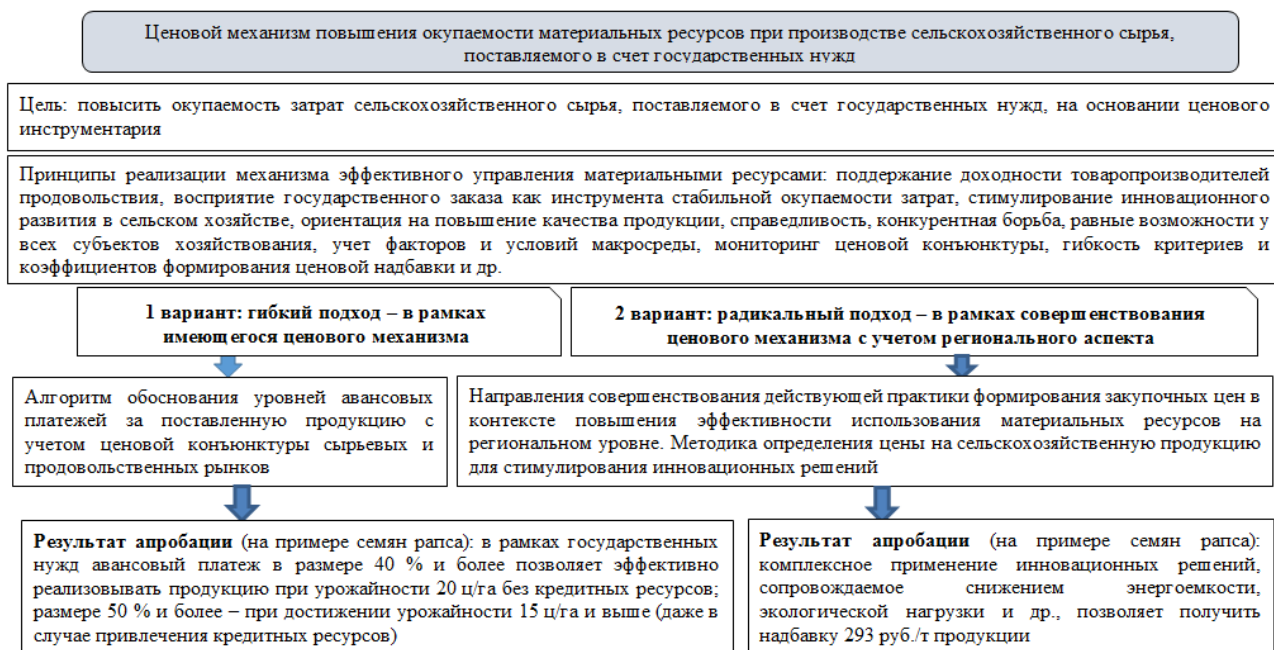 Ценовой механизм повышения окупаемости материальных ресурсов при производстве сельскохозяйственного сырья,
поставляемого в счет государственных нужд
Цель: повысить окупаемость затрат сельскохозяйственного сырья, поставляемого в счет государственных нужд, на основании ценового
инструментария
Принципы реализации механизма эффективного управления материальными ресурсами: поддержание доходности товаропроизводителей
продовольствия, восприятие государственного заказа как инструмента стабильной окупаемости затрат, стимулирование инновационного
развития в сельском хозяйстве, ориентация на повышение качества продукции, справедливость, конкурентная борьба, равные возможности у
всех субъектов хозяйствования, учет факторов и условий макросреды, мониторинг ценовой конъюнктуры, гибкость критериев и
коэффициентов формирования ценовой надбавки и др.
1 вариант: гибкий подход – в рамках
имеющегося ценового механизма
2 вариант: радикальный подход – в рамках совершенствования
ценового механизма с учетом регионального аспекта
Алгоритм обоснования уровней авансовых
платежей за поставленную продукцию с
учетом ценовой конъюнктуры сырьевых и
продовольственных рынков
Направления совершенствования действующей практики формирования закупочных цен в
контексте повышения эффективности использования материальных ресурсов на
региональном уровне. Методика определения цены на сельскохозяйственную продукцию
для стимулирования инновационных решений
Результат апробации (на примере семян рапса): в рамках государственных
нужд авансовый платеж в размере 40 % и более позволяет эффективно
реализовывать продукцию при урожайности 20 ц/га без кредитных ресурсов;
размере 50 % и более – при достижении урожайности 15 ц/га и выше (даже в
случае привлечения кредитных ресурсов)
Результат апробации (на примере семян рапса):
комплексное применение инновационных решений,
сопровождаемое снижением энергоемкости,
экологической нагрузки и др., позволяет получить
надбавку 293 руб./т продукции